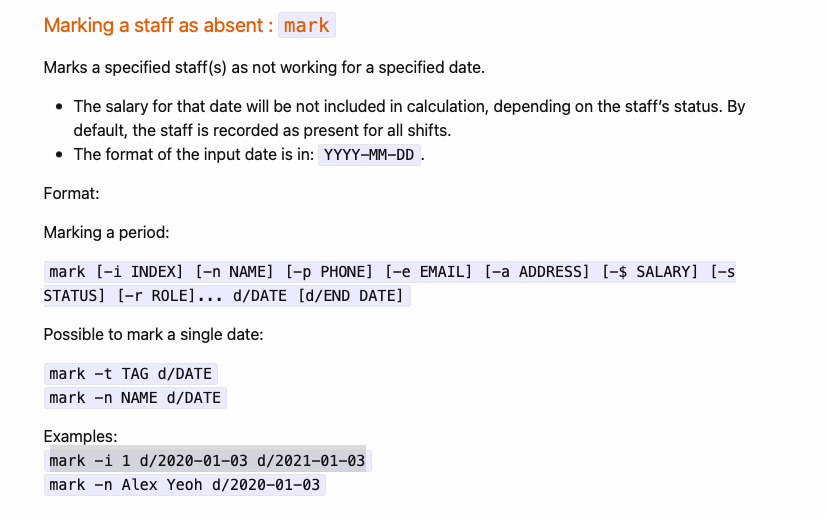 Marking a staff as absent : mark
Marks a specified staff(s) as not working for a specified date.
• The salary for that date will be not included in calculation, depending on the staff's status. By
default, the staff is recorded as present for all shifts.
• The format of the input date is in: YYYY-MM-DD.
Format:
Marking a period:
mark [-i INDEX] [-n NAME] [-p PHONE] [-e EMAIL] [-a ADDRESS] [-$ SALARY] [-s
STATUS] [-r ROLE]... d/DATE [d/END DATE]
Possible to mark a single date:
mark -t TAG d/DATE
mark -n NAME d/DATE
Examples:
mark -i 1 d/2020-01-03 d/2021-01-03
mark -n Alex Yeoh d/2020-01-03